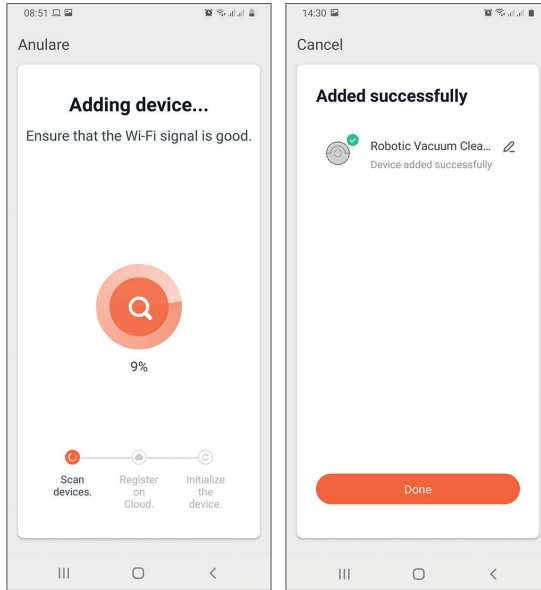 08:51
Anulare
Adding device...
Ensure that the Wi-Fi signal is good.
9%
Scan
devices.
Register
on
Cloud.
Initialize
the
device.
14:30
Cancel
Added successfully
Robotic Vacuum Clea...
Device added successfully
Done